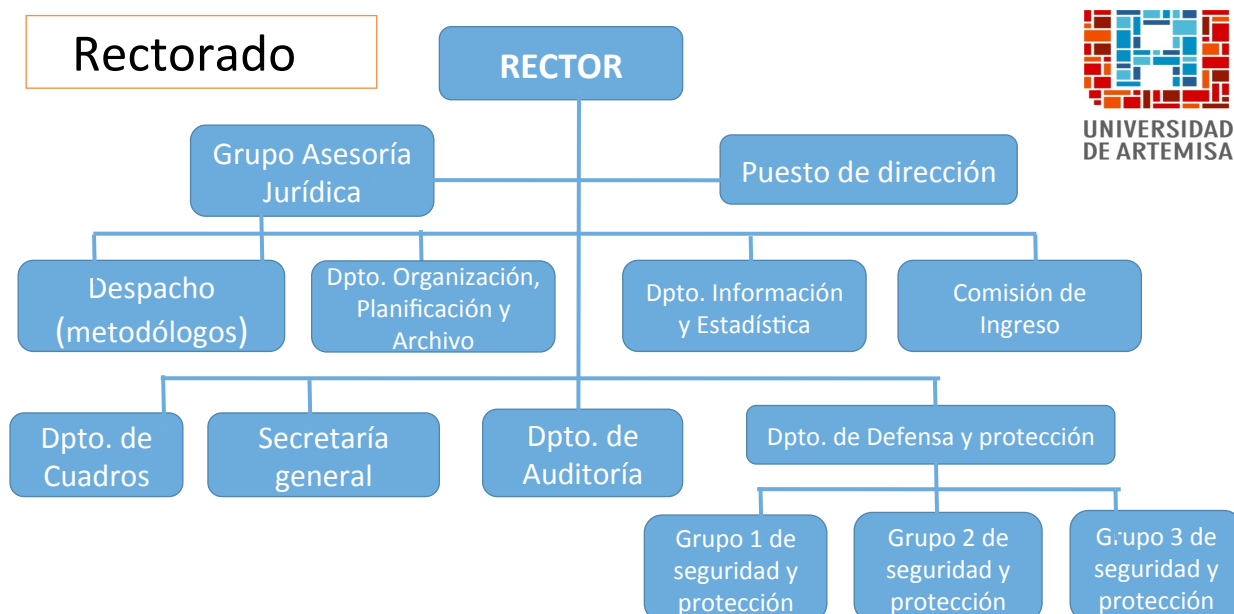 Rectorado
RECTOR
UNIVERSIDAD
DE ARTEMISA
Grupo Asesoría
Jurídica
Puesto de dirección
Despacho
(metodólogos)
Dpto. Organización,
Planificación y
Archivo
Dpto. Información
y Estadística
Comisión de
Ingreso
Dpto. de
Cuadros
Secretaría
general
Dpto. de
Auditoría
Dpto. de Defensa y protección
Grupo 1 de
seguridad y
protección
Grupo 2 de
seguridad y
protección
Grupo 3 de
seguridad y
protección